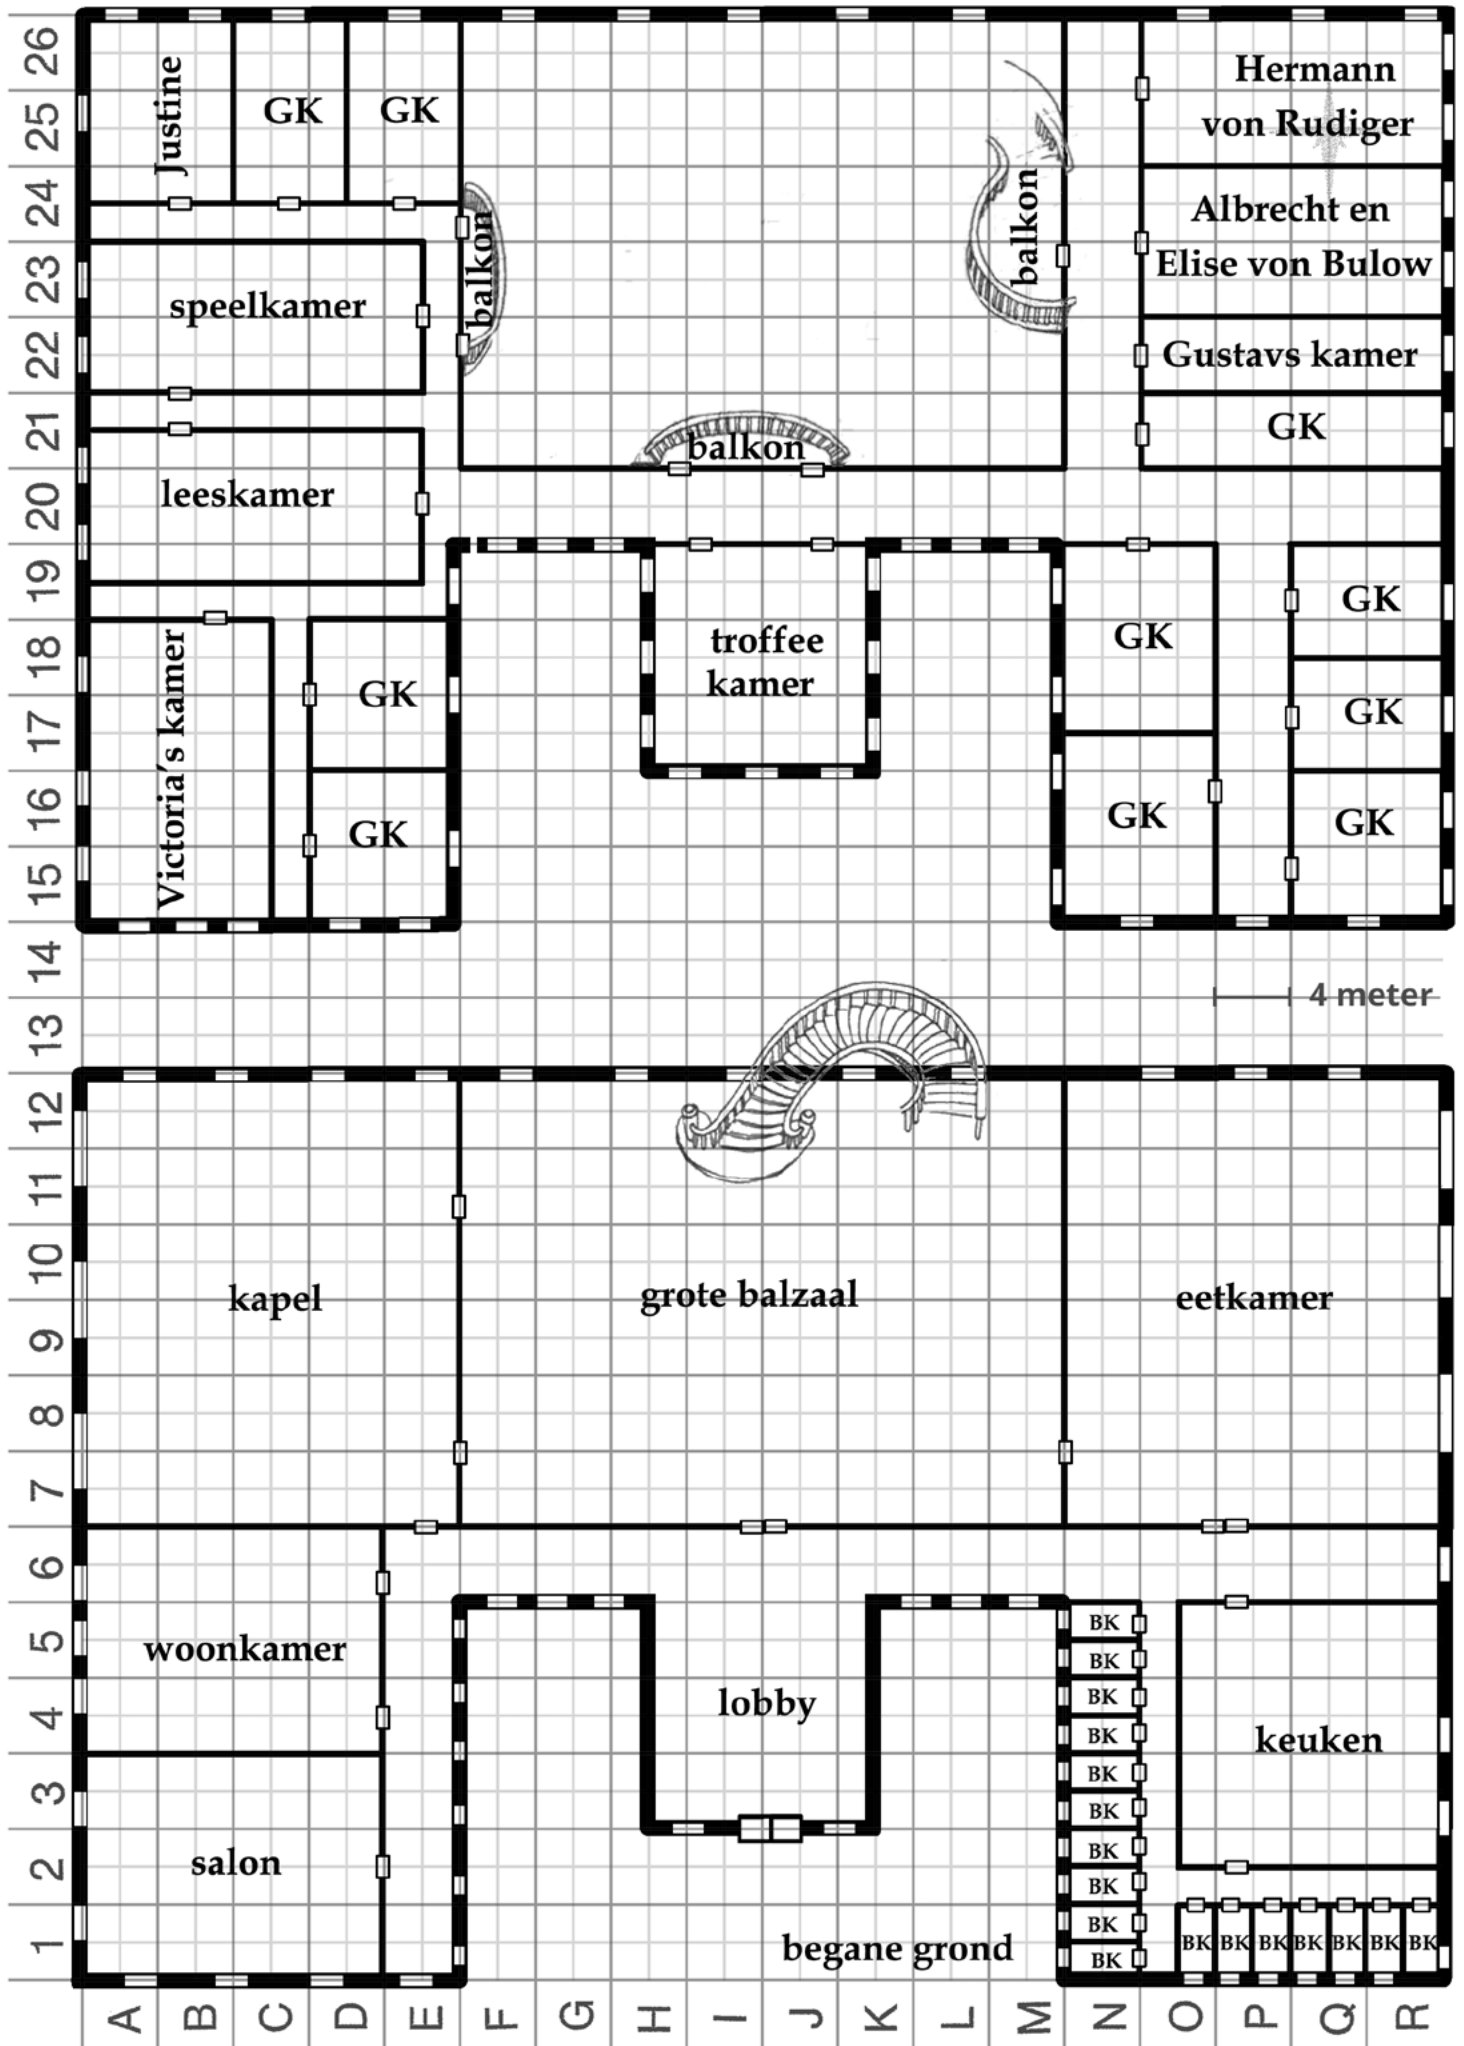 26
Justine
GK
GK
Hermann
von Rudiger
25
24
balkon
balkon
Albrecht en
Elise von Bulow
23
speelkamer
22
Gustavs kamer
21
balkon
GK
20
leeskamer
19
GK
18
Victoria's kamer
GK
troffee
kamer
GK
17
GK
16
GK
GK
GK
15
14
4 meter
13
12
11
10
kapel
grote balzaal
eetkamer
9
8
7
6
BK
5
woonkamer
BK
BK
4
lobby
BK
keuken
BK
3
BK
BK
2
salon
BK
BK
1
begane grond
BK
BK
BK
BK
BK
BK
BK
BK
A
B
C
D
E
F
G
H
I
J
K
L
M
N
O
P
Q
R